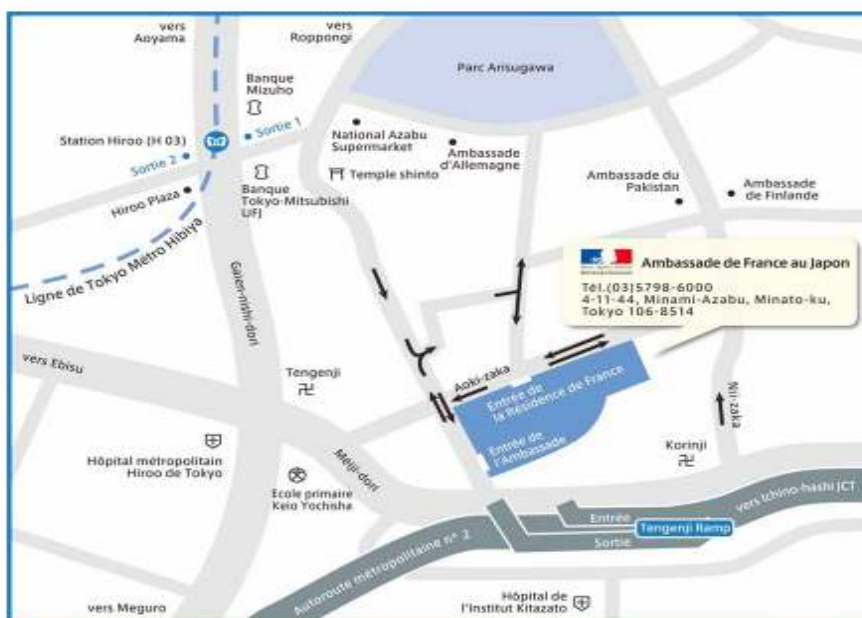 vers
Aoyama
vers
Roppongi
Parc Arisugawa
Banque
Mizuho
Sortie 1
Station Hiroo (H 03)
Sortie 2
National Azabu
Supermarket
Ambassade
d'Allemagne
Temple shinto
Hiroo Plaza
Banque
Tokyo-Mitsubishi
UFJ
Ambassade du
Pakistan
Ambassade
de Finlande
Ligne de Tokyo Métro Hibiya
Gaien-nishi-dori
Ambassade de France au Japon
Tél.(03)5798-6000
4-11-44, Minami-Azabu, Minato-ku,
Tokyo 106-8514
vers Ebisu
Tengenji
Aoki-zaka
Entrée de
la Résidence de France
Entrée de
l'Ambassade
Nii-zaka
Korinji
Hôpital métropolitain
Hiroo de Tokyo
Meiji-dori
Ecole primaire
Keio Yochisha
vers Ichino-hashi JCT
Entrée
Tengenji Ramp
Sortie
Autoroute métropolitaine n° 2
vers Meguro
Hôpital de
l'Institut Kitazato